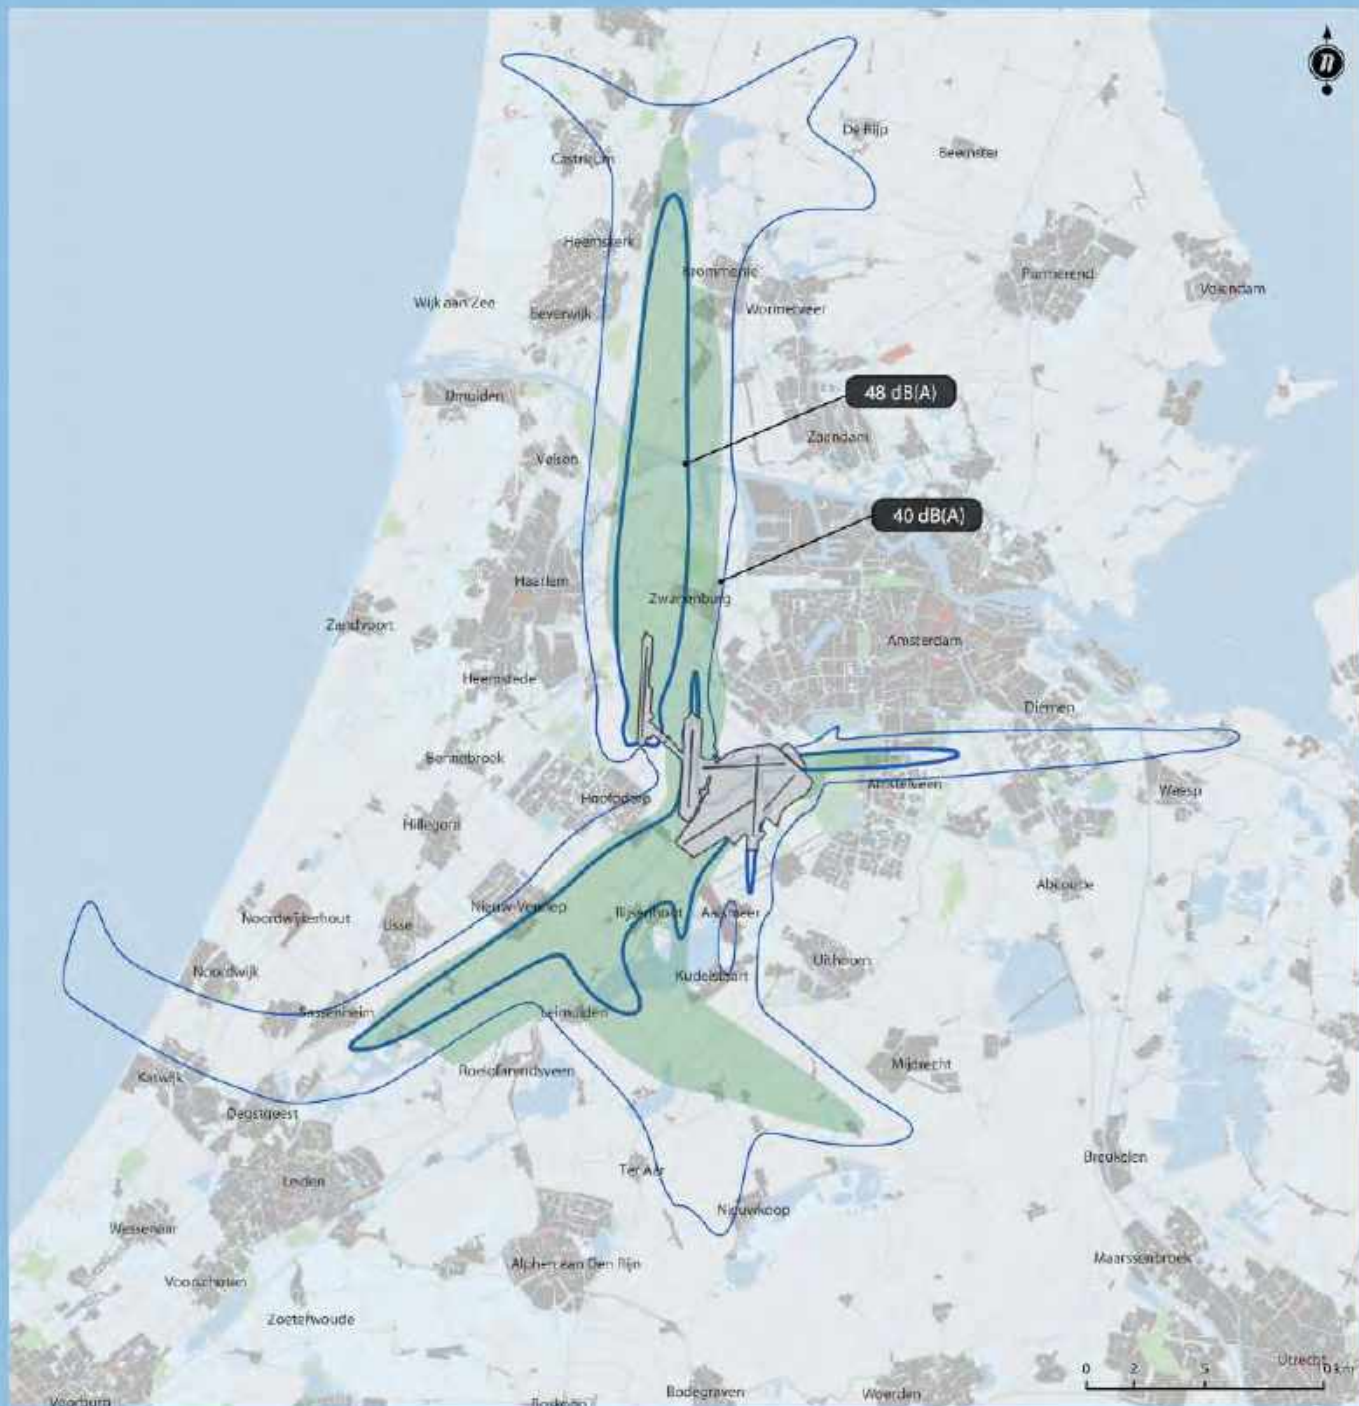 n
De Rijp
Beemster
Castricum
Heemskerk
Krommenie
Purmerend
Volendam
Wijk aan Zee
Beverwijk
Wormerveer
48 dB(A)
IJmuiden
Zaandam
Velsen
40 dB(A)
Haarlem
Zwanenburg
Zandvoort
Amsterdam
Heemstede
Diemen
Bennebroek
Hoofddorp
Amstelveen
Weesp
Hillegom
Abcoude
Nieuw-Vennep
Rijsenhout
Aalsmeer
Noordwijkerhout
Lisse
Uithoorn
Noordwijk
Kudelstaart
Sassenheim
Leimuiden
Mijdrecht
Roelofarendsveen
Katwijk
Oegstgeest
Breukelen
Ter Aar
Leiden
Nieuwkoop
Wassenaar
Maarssenbroek
Alphen aan Den Rijn
Voorschoten
Zoeterwoude
Utrecht
0 2 5
Bodegraven
Woerden
Voorburg
Boskoop